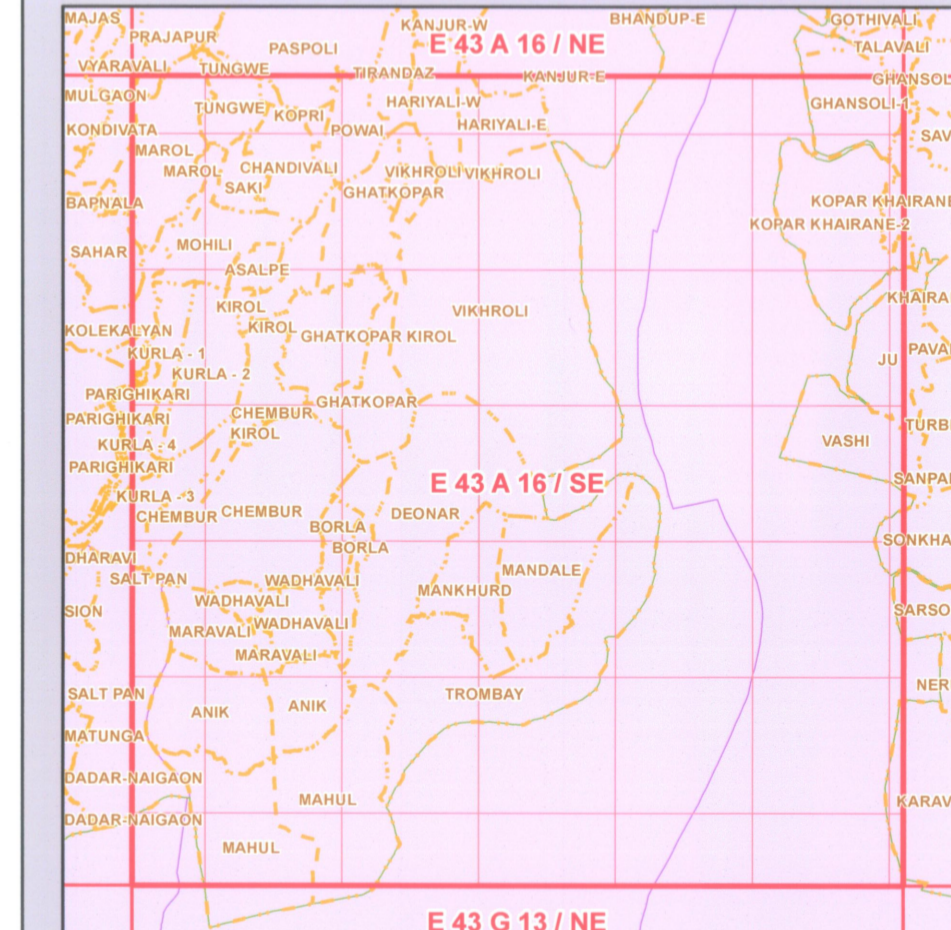 MAJAS
KANJUR-W
BHANDUP-E
GOTHIVALI
PRAJAPUR
PASPOLI
E 43 A 16 / NE
TALAVALI
VYARAVALI
TUNGWE
TIRANDAZ
KANJUR-E
GHANSOL
MULGAON
TUNGWE
KOPRI
HARIYALI-W
GHANSOLI-1
KONDIVATA
POWAI
HARIYALI-E
SAV
MAROL
MAROL
CHANDIVALI
VIKHROLI
VIKHROLI
SAKI
GHATKOPAR
BAPNALA
KOPAR KHAIRANE
KOPAR KHAIRANE-2
SAHAR
MOHILI
ASALPE
KHAIRA
KIROL
VIKHROLI
KOLEKALYAN
KIROL
GHATKOPAR KIROL
KURLA - 1
JU
PAVA
KURLA - 2
PARIGHIKARI
GHATKOPAR
PARIGHIKARI
CHEMBUR
TURB
KIROL
VASHI
KURLA - 4
PARIGHIKARI
E 43 A 16 / SE
SANPA
KURLA - 3
CHEMBUR
CHEMBUR
DEONAR
BORLA
SONKHA
BORLA
DHARAVI
SALT PAN
WADHAVALI
MANDALE
MANKHURD
WADHAVALI
SION
SARSO
WADHAVALI
MARAVALI
MARAVALI
NER
SALT PAN
TROMBAY
ANIK
ANIK
MATUNGA
DADAR-NAIGAON
MAHUL
KARAV
DADAR-NAIGAON
MAHUL
E 43 G 13 / NE